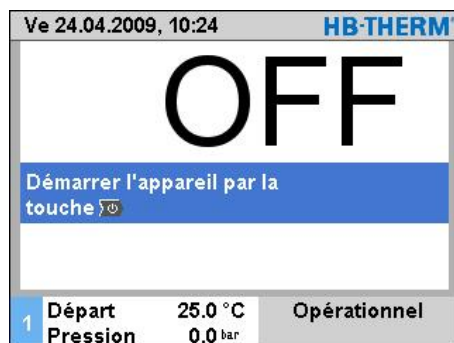 Ve 24.04.2009, 10:24 HB-THERM®
OFF
Démarrer l'appareil par la
touche
1 Départ 25.0 °C Opérationnel
Pression 0.0 bar